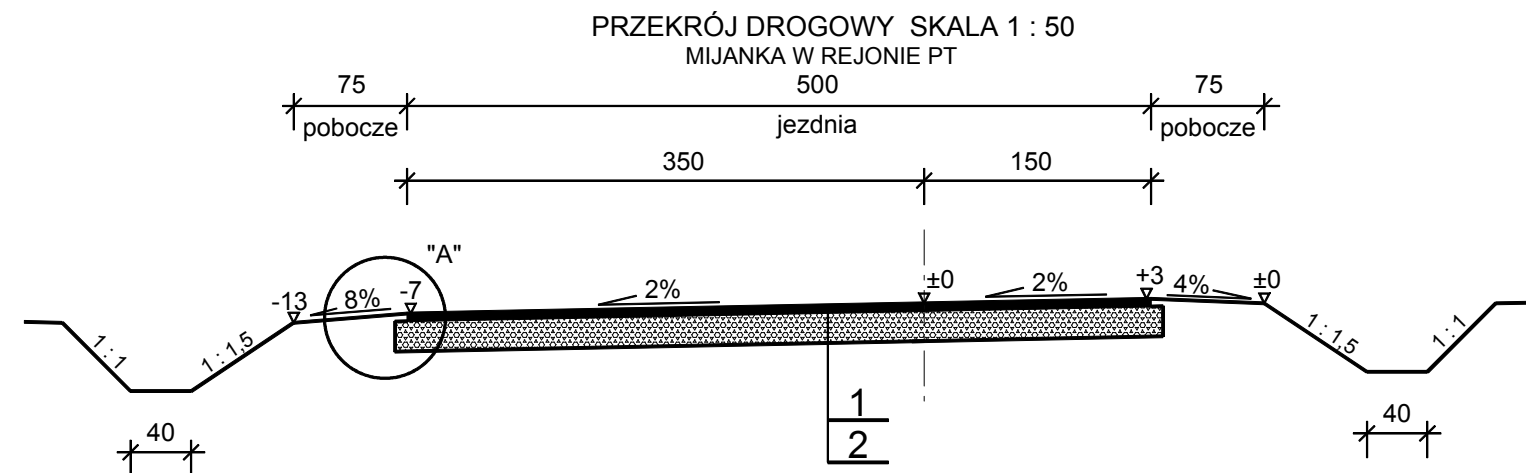 PRZEKRÓJ DROGOWY SKALA 1 : 50
MIJANKA W REJONIE PT
75 500 75
pobocze jezdnia pobocze
350 150
"A"
-13 8% -7 2% ±0 2% +3 4% ±0
1 : 1 1 : 1,5 1 : 1,5 1 : 1
1
2
40 40